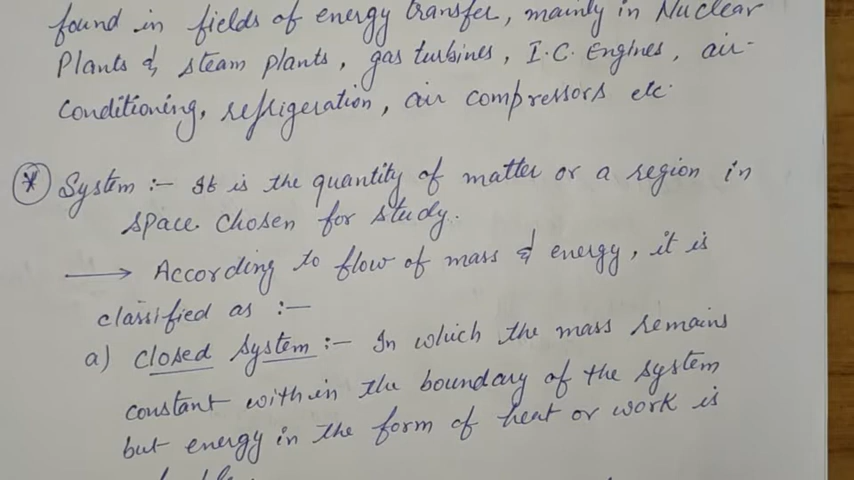 found in fields of energy transfer, mainly in Nuclear
Plants & steam plants, gas turbines, I.C. Engines, air-
Conditioning, refrigeration, air compressors etc.
* System :- It is the quantity of matter or a region in
space chosen for study.
→ According to flow of mass & energy, it is
classified as :-
a) Closed System :- In which the mass remains
constant within the boundary of the system
but energy in the form of heat or work is